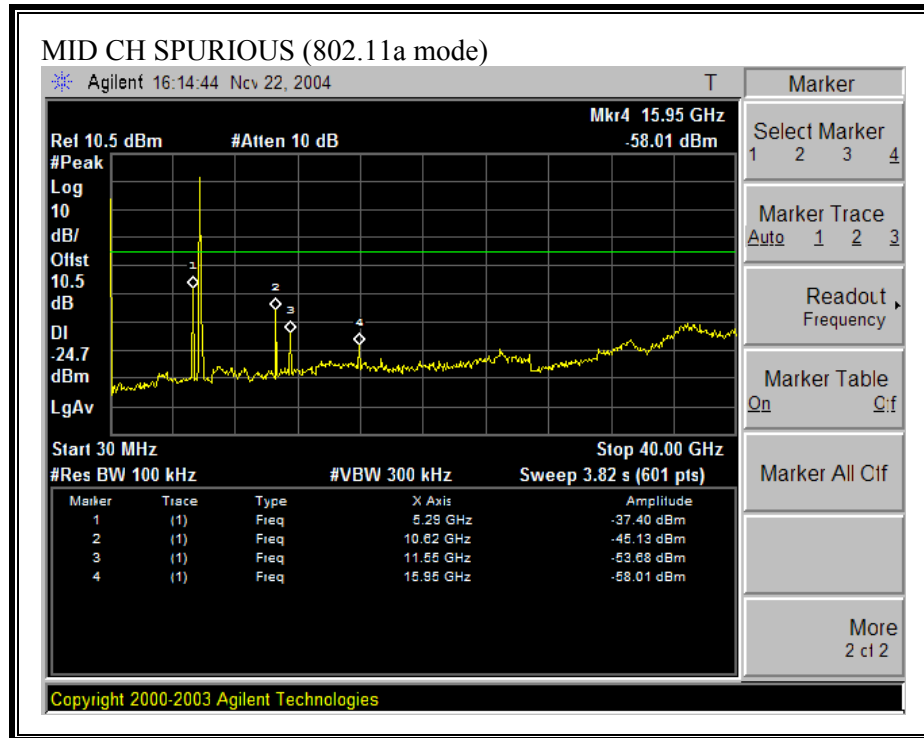 MID CH SPURIOUS (802.11a mode)
Agilent 16:14:44 Nov 22, 2004 T
Mkr4 15.95 GHz
Ref 10.5 dBm #Atten 10 dB -58.01 dBm
#Peak
Log
10
dB/
Offst
10.5
dB
DI
-24.7
dBm
LgAv
1
2
3
4
Start 30 MHz Stop 40.00 GHz
#Res BW 100 kHz #VBW 300 kHz Sweep 3.82 s (601 pts)
Marker Trace Type X Axis Amplitude
1 (1) Freq 5.29 GHz -37.40 dBm
2 (1) Freq 10.62 GHz -45.13 dBm
3 (1) Freq 11.55 GHz -53.68 dBm
4 (1) Freq 15.95 GHz -58.01 dBm
Copyright 2000-2003 Agilent Technologies
Marker
Select Marker
1 2 3 4
Marker Trace
Auto 1 2 3
Readout
Frequency
Marker Table
On Off
Marker All Off
More
2 of 2